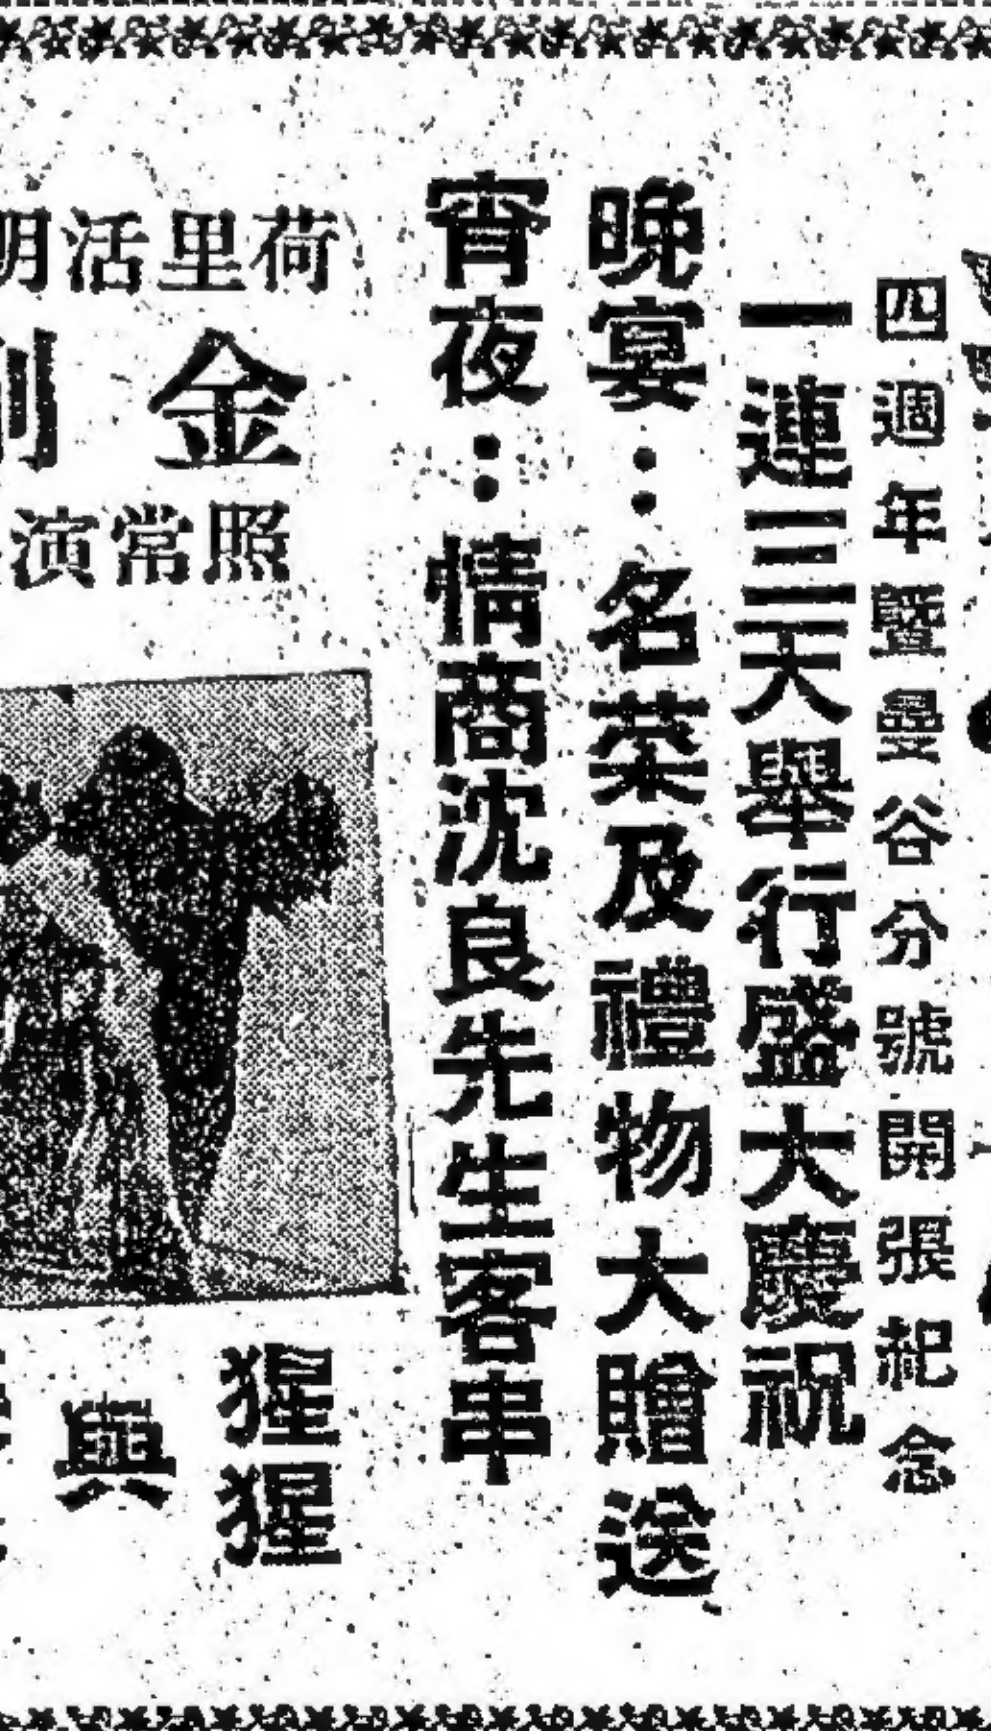 四週年暨曼谷分號開張紀念
一連三天舉行盛大慶祝
晚宴：名菜及禮物大贈送
宵夜：情商沈良先生客串
荷里活明
金剛
照常演
猩猩
與